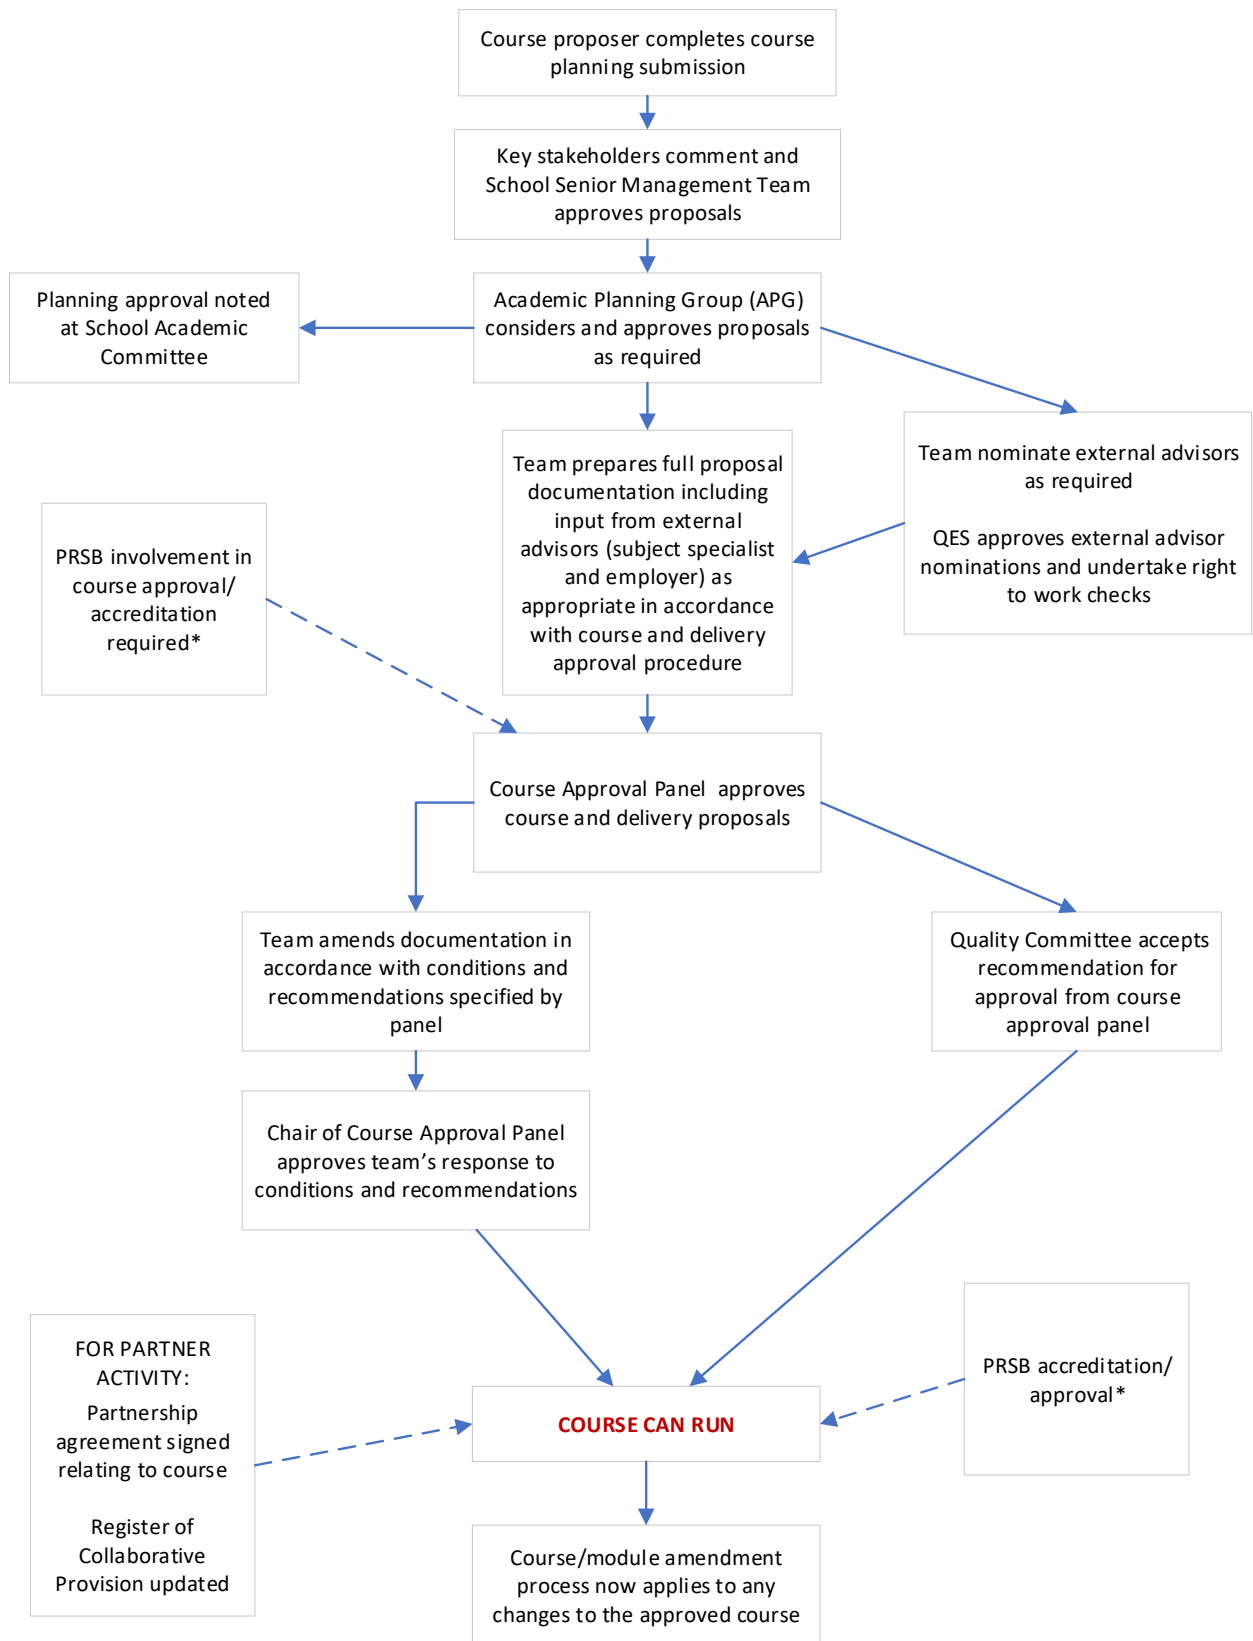 Course proposer completes course
planning submission
Key stakeholders comment and
School Senior Management Team
approves proposals
Planning approval noted
at School Academic
Committee
Academic Planning Group (APG)
considers and approves proposals
as required
Team nominate external advisors
as required
QES approves external advisor
nominations and undertake right
to work checks
Team prepares full proposal
documentation including
input from external
advisors (subject specialist
and employer) as
appropriate in accordance
with course and delivery
approval procedure
PRSB involvement in
course approval/
accreditation
required*
Course Approval Panel approves
course and delivery proposals
Team amends documentation in
accordance with conditions and
recommendations specified by
panel
Quality Committee accepts
recommendation for
approval from course
approval panel
Chair of Course Approval Panel
approves team’s response to
conditions and recommendations
FOR PARTNER
ACTIVITY:
Partnership
agreement signed
relating to course
Register of
Collaborative
Provision updated
COURSE CAN RUN
PRSB accreditation/
approval*
Course/module amendment
process now applies to any
changes to the approved course